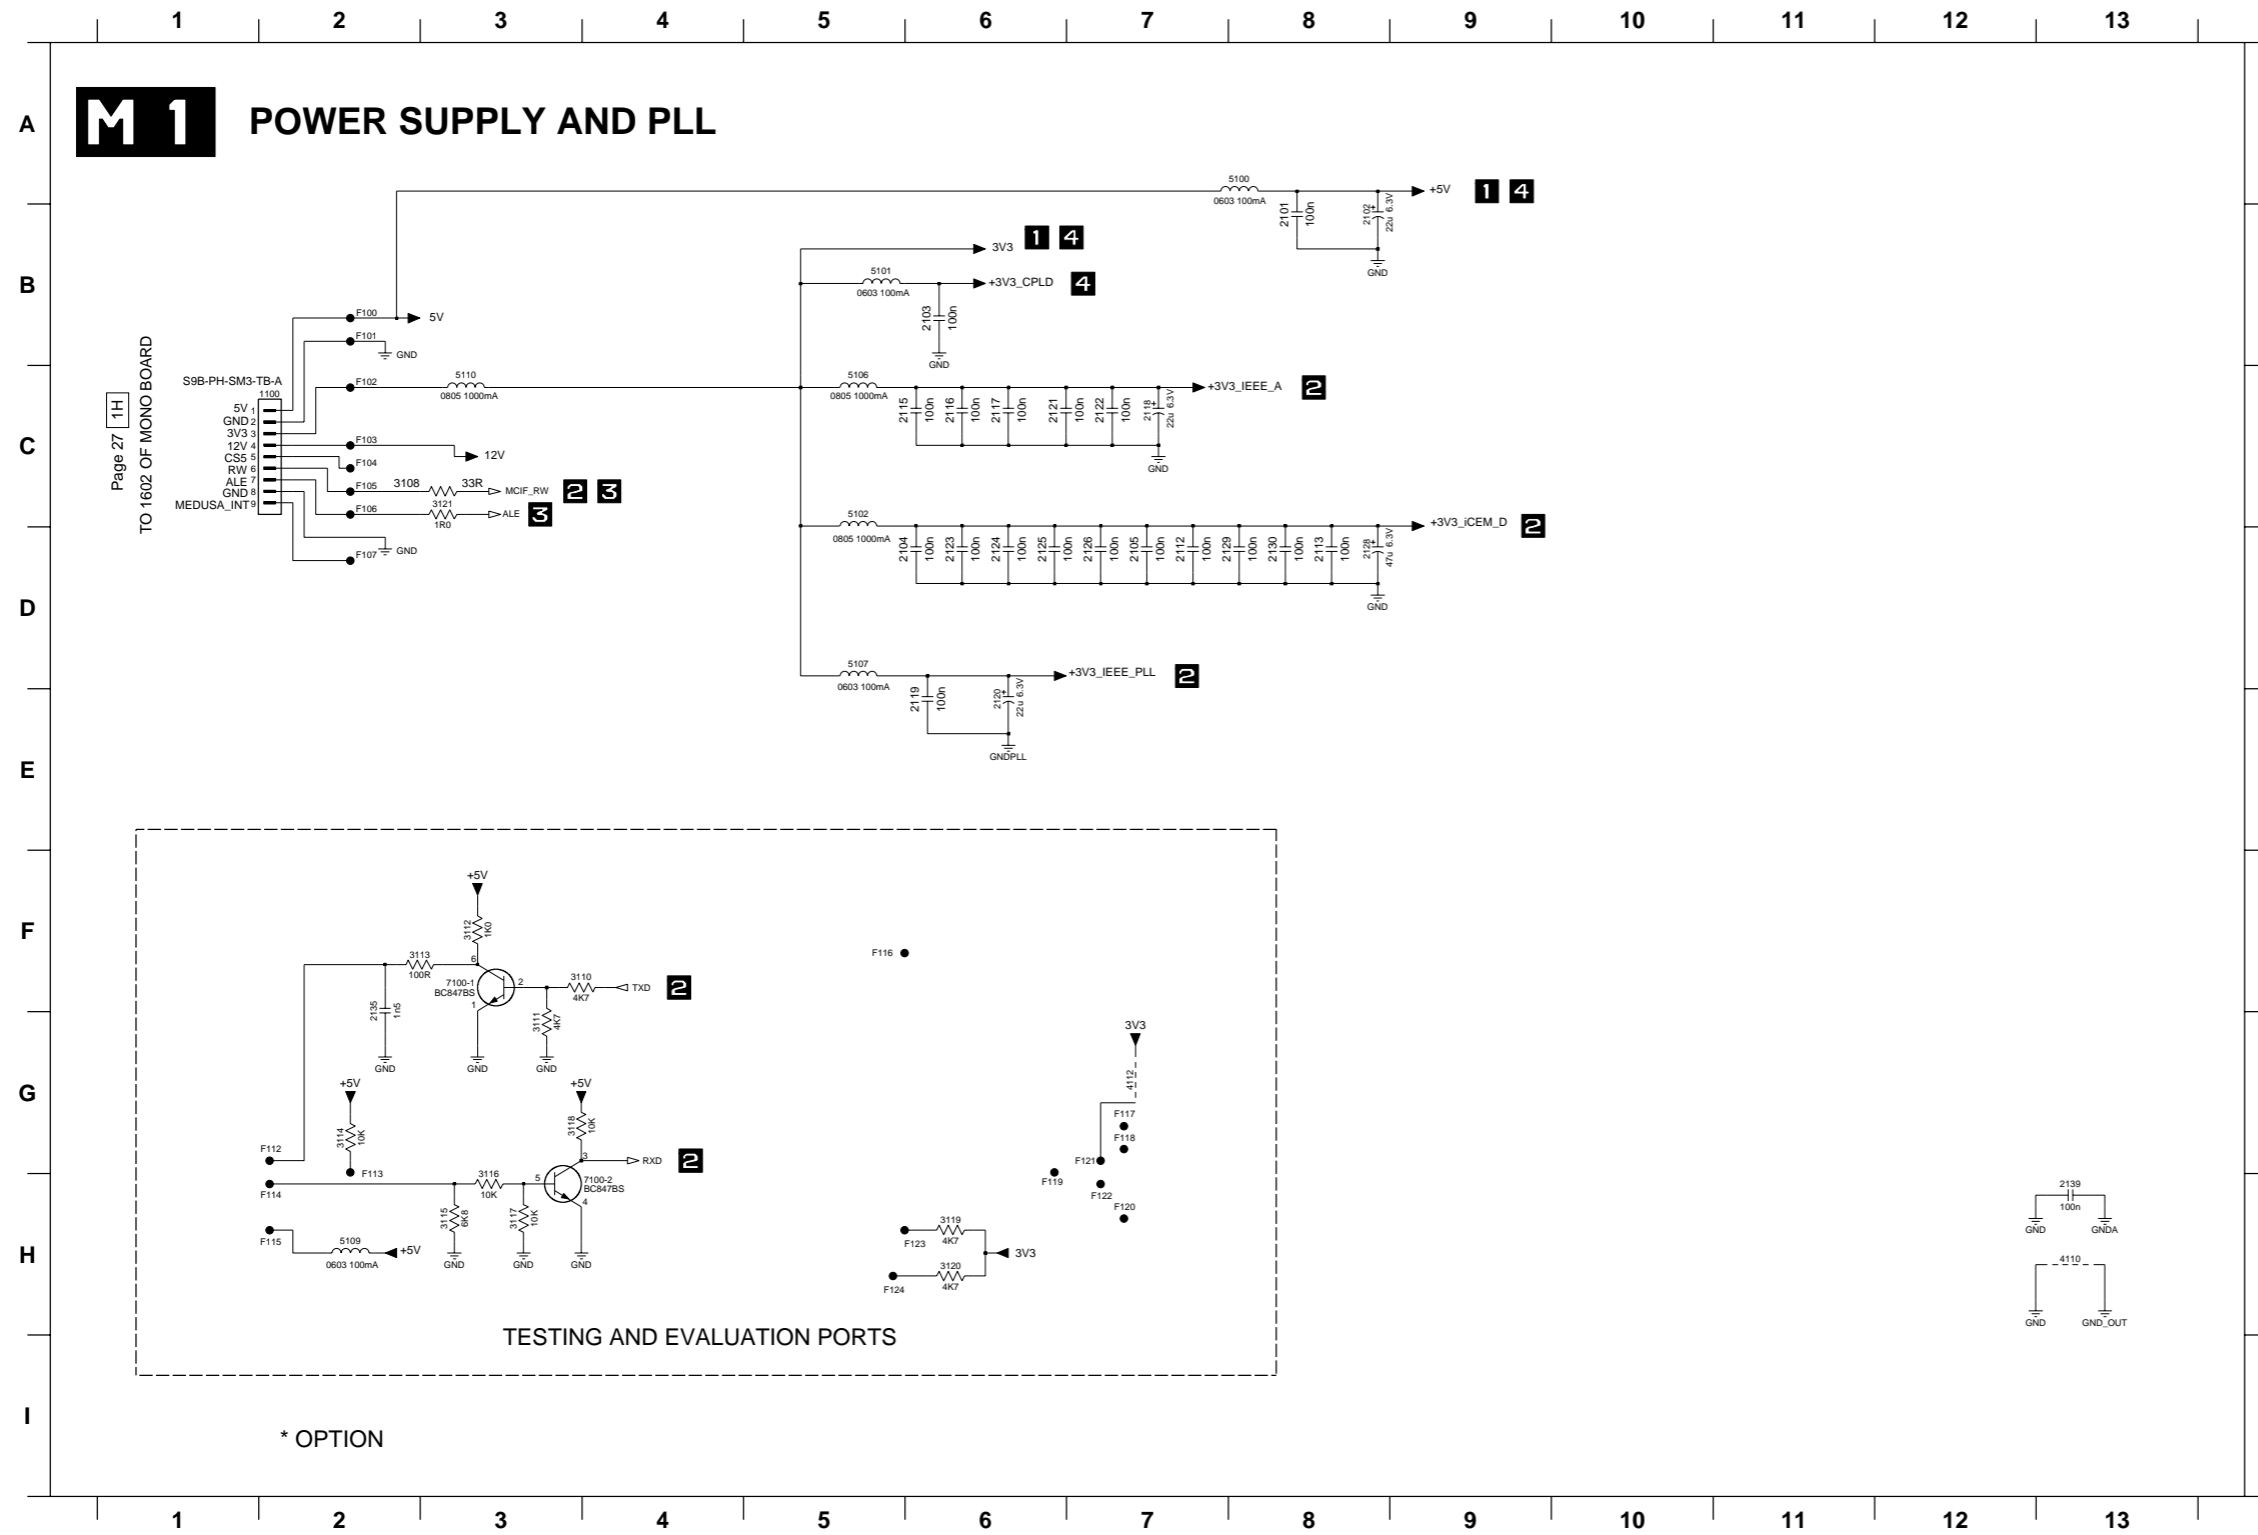 1 2 3 4 5 6 7 8 9 10 11 12 13
A
M 1 POWER SUPPLY AND PLL
5100
0603 100mA
2101
100n
2102
22u 6.3V
+
+5V 1 4
GND
3V3 1 4
B
5101
0603 100mA
+3V3_CPLD 4
2103
100n
GND
F100
5V
F101
GND
Page 27 1H
TO 1602 OF MONO BOARD
S9B-PH-SM3-TB-A
1100
5V 1
GND 2
3V3 3
12V 4
CS5 5
RW 6
ALE 7
GND 8
MEDUSA_INT 9
C
F102
5110
0805 1000mA
5106
0805 1000mA
2115
100n
2116
100n
2117
100n
2121
100n
2122
100n
2118
22u 6.3V
+
+3V3_IEEE_A 2
GND
F103
12V
F104
F105
3108 33R
MCIF_RW 2 3
F106
3121
1R0
ALE 3
GND
F107
D
5102
0805 1000mA
2104
100n
2123
100n
2124
100n
2125
100n
2126
100n
2105
100n
2112
100n
2129
100n
2130
100n
2113
100n
2128
47u 6.3V
+
+3V3_iCEM_D 2
GND
5107
0603 100mA
2119
100n
2120
22u 6.3V
+
+3V3_IEEE_PLL 2
GNDPLL
E
F
+5V
3112
1K0
3113
100R
6
7100-1
BC847BS
2
1
3110
4K7
TXD 2
2135
1n5
3111
4K7
GND GND GND
F116
G
+5V
3114
10K
F112
F113
+5V
3118
10K
3
RXD 2
3V3
4112
F117
F118
F121
F119
F122
F120
H
F114
3116
10K
5
7100-2
BC847BS
4
3115
6K8
3117
10K
GND GND GND
F115
5109
0603 100mA
+5V
F123
3119
4K7
3V3
F124
3120
4K7
2139
100n
GND GNDA
4110
GND GND_OUT
TESTING AND EVALUATION PORTS
I
* OPTION
1 2 3 4 5 6 7 8 9 10 11 12 13